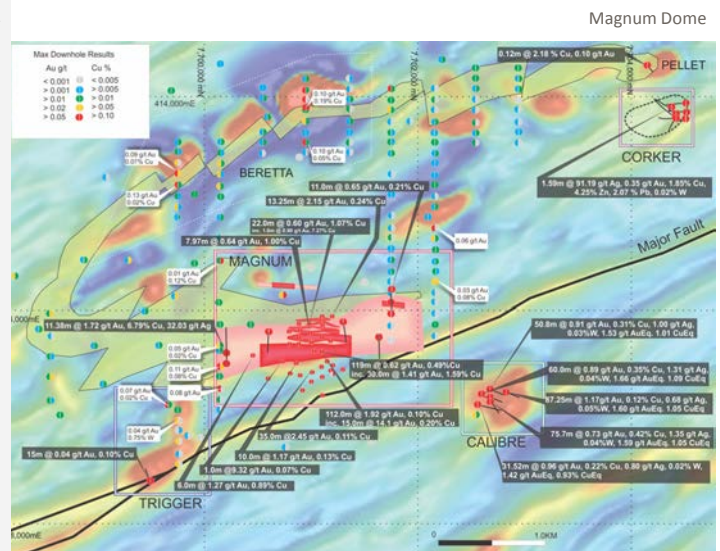 Magnum Dome
Max Downhole Results
Au g/t Cu %
< 0.001 < 0.005
> 0.001 > 0.005
> 0.01 > 0.01
> 0.02 > 0.05
> 0.05 > 0.10
7,700,000 mN
7,702,000 mN
414,000mE
0.12m @ 2.18 % Cu, 0.10 g/t Au
PELLET
CORKER
1.59m @ 91.19 g/t Ag, 0.35 g/t Au, 1.85% Cu,
4.25% Zn, 2.07 % Pb, 0.02% W
0.10 g/t Au
0.19% Cu
0.10 g/t Au
0.05% Cu
0.09 g/t Au
0.07% Cu
0.13 g/t Au
0.02% Cu
BERETTA
11.0m @ 0.65 g/t Au, 0.21% Cu
13.25m @ 2.15 g/t Au, 0.24% Cu
22.0m @ 0.60 g/t Au, 1.07% Cu
7.97m @ 0.64 g/t Au, 1.00% Cu
0.06 g/t Au
Major Fault
MAGNUM
0.01 g/t Au
0.12% Cu
0.03 g/t Au
0.08% Cu
11.38m @ 1.72 g/t Au, 6.79% Cu, 32.03 g/t Ag
0.05 g/t Au
0.02% Cu
0.11 g/t Au
0.08% Cu
0.08 g/t Au
0.07 g/t Au
0.02% Cu
0.04 g/t Au
0.75% W
119m @ 0.62 g/t Au, 0.49%Cu
inc. 30.0m @ 1.41 g/t Au, 1.59% Cu
112.0m @ 1.92 g/t Au, 0.10% Cu
inc. 15.0m @ 14.1 g/t Au, 0.20% Cu
35.0m @2.45 g/t Au, 0.11% Cu
10.0m @ 1.17 g/t Au, 0.13% Cu
1.0m @9.32 g/t Au, 0.07% Cu
6.0m @ 1.27 g/t Au, 0.89% Cu
15m @ 0.04 g/t Au, 0.10% Cu
TRIGGER
50.8m @ 0.91 g/t Au, 0.31% Cu, 1.00 g/t Ag,
0.03%W, 1.53 g/t AuEq, 1.01 CuEq
60.0m @ 0.89 g/t Au, 0.35% Cu, 1.31 g/t Ag,
0.04%W, 1.66 g/t AuEq. 1.09 CuEq
67.25m @ 1.17g/t Au, 0.12% Cu, 0.68 g/t Ag,
0.05%W, 1.60 g/t AuEq. 1.05 CuEq
75.7m @ 0.73 g/t Au, 0.42% Cu, 1.35 g/t Ag,
0.04%W, 1.59 g/t AuEq. 1.05 CuEq
31.52m @ 0.96 g/t Au, 0.22% Cu, 0.80 g/t Ag, 0.02% W,
1.42 g/t AuEq, 0.93% CuEq
CALIBRE
0 1.0KM